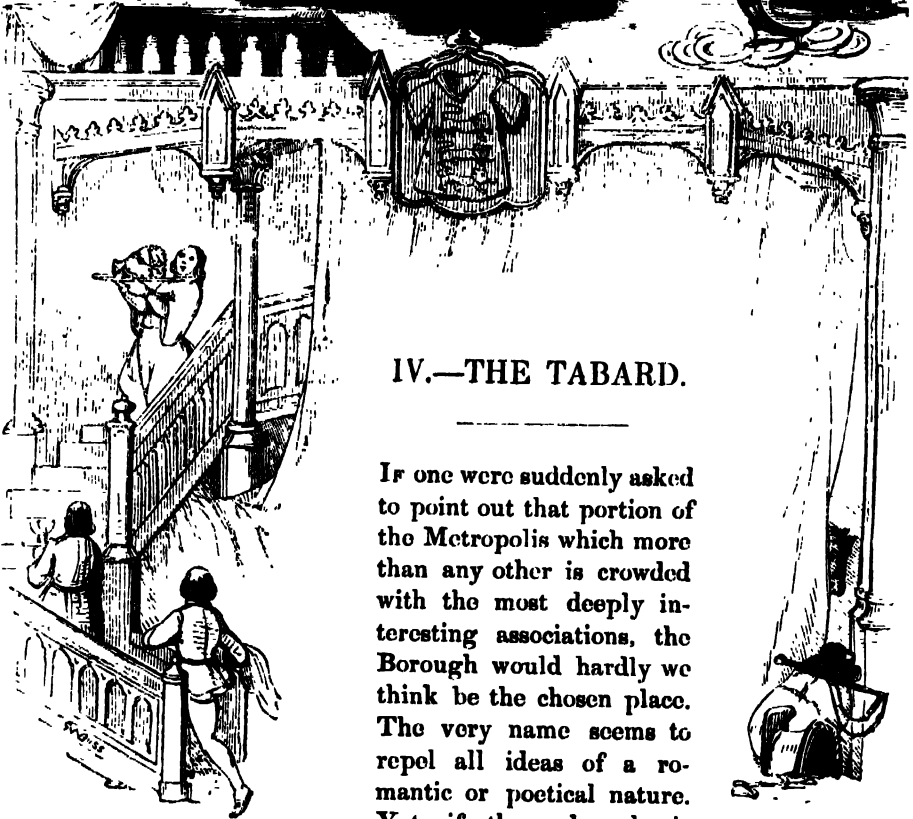 IV.—THE TABARD.
IF one were suddenly asked
to point out that portion of
the Metropolis which more
than any other is crowded
with the most deeply in-
teresting associations, the
Borough would hardly we
think be the chosen place.
The very name seems to
repel all ideas of a ro-
mantic or poetical nature.